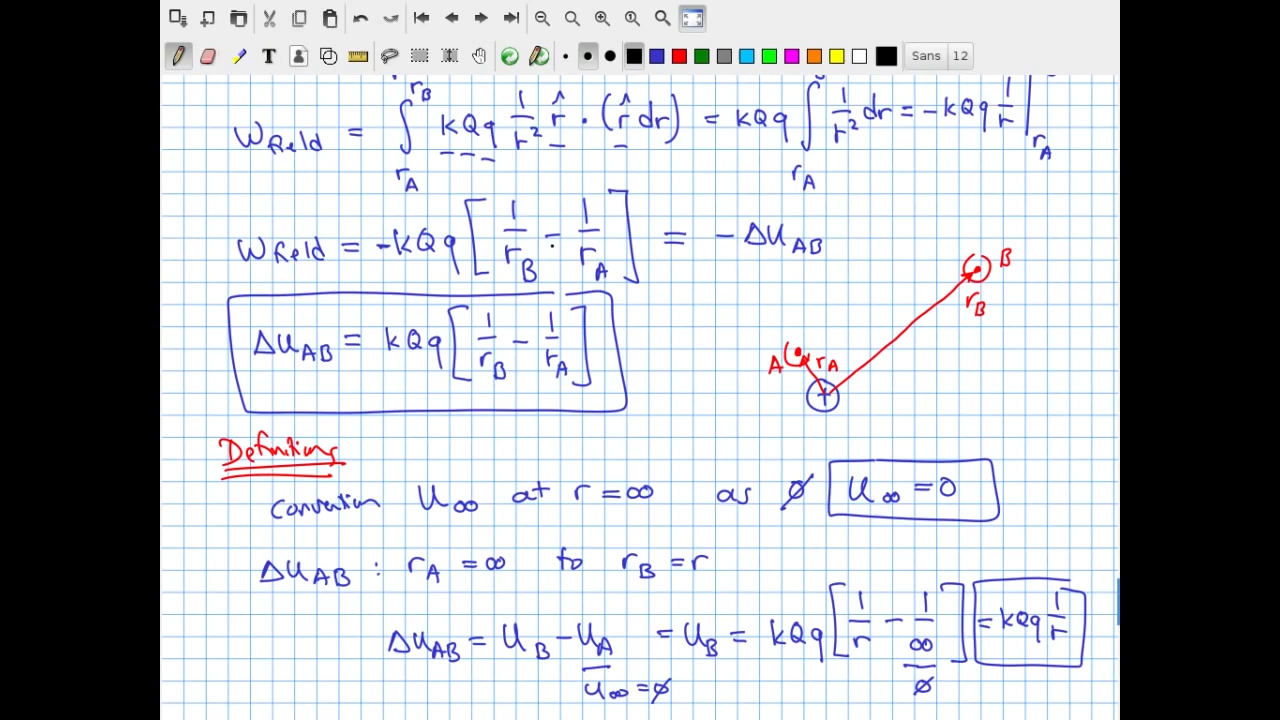 Sans 12
W_field = ∫_{r_A}^{r_B} kQq 1/r² r̂ · (r̂ dr) = kQq ∫_{r_A} 1/r² dr = -kQq 1/r |_{r_A}
W_field = -kQq [1/r_B - 1/r_A] = -ΔU_AB
B
r_B
ΔU_AB = kQq [1/r_B - 1/r_A]
A r_A
+
Definitions
Convention U_∞ at r = ∞ as ∅ U_∞ = 0
ΔU_AB : r_A = ∞ to r_B = r
ΔU_AB = U_B - U_A = U_B = kQq [1/r - 1/∞] = kQq 1/r
U_∞ = ∅ ∅